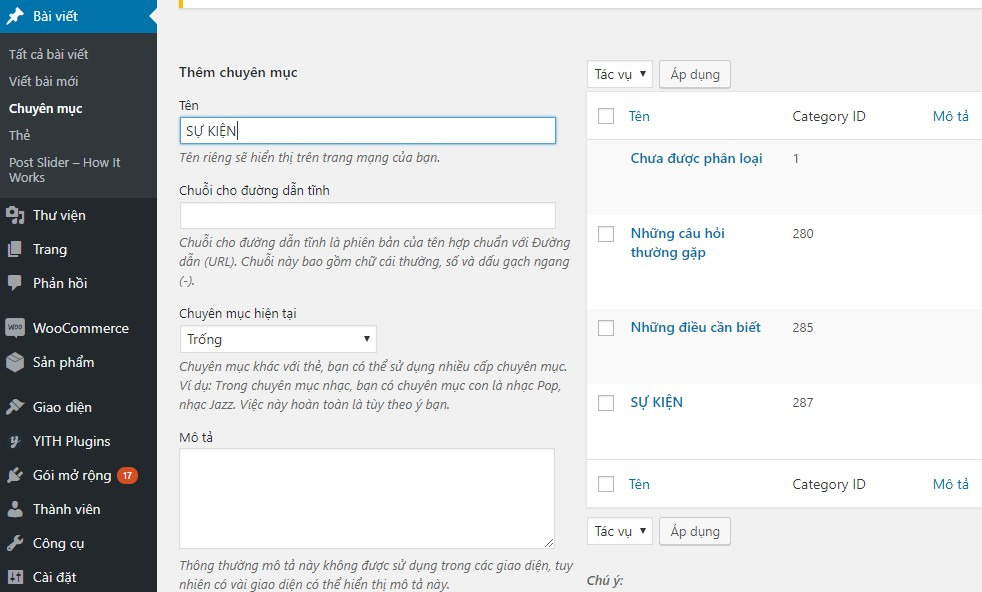 Bài viết
Tất cả bài viết
Viết bài mới
Chuyên mục
Thẻ
Post Slider – How It
Works
Thư viện
Trang
Phản hồi
WOO
WooCommerce
Sản phẩm
Giao diện
YITH Plugins
Gói mở rộng 17
Thành viên
Công cụ
Cài đặt
Thêm chuyên mục
Tên
SỰ KIỆN
Tên riêng sẽ hiển thị trên trang mạng của bạn.
Chuỗi cho đường dẫn tĩnh
Chuỗi cho đường dẫn tĩnh là phiên bản của tên hợp chuẩn với Đường
dẫn (URL). Chuỗi này bao gồm chữ cái thường, số và dấu gạch ngang
(-).
Chuyên mục hiện tại
Trống
Chuyên mục khác với thẻ, bạn có thể sử dụng nhiều cấp chuyên mục.
Ví dụ: Trong chuyên mục nhạc, bạn có chuyên mục con là nhạc Pop,
nhạc Jazz. Việc này hoàn toàn là tùy theo ý bạn.
Mô tả
Thông thường mô tả này không được sử dụng trong các giao diện, tuy
nhiên có vài giao diện có thể hiển thị mô tả này.
Tác vụ Áp dụng
Tên Category ID Mô tả
Chưa được phân loại 1
Những câu hỏi 280
thường gặp
Những điều cần biết 285
SỰ KIỆN 287
Tên Category ID Mô tả
Tác vụ Áp dụng
Chú ý: